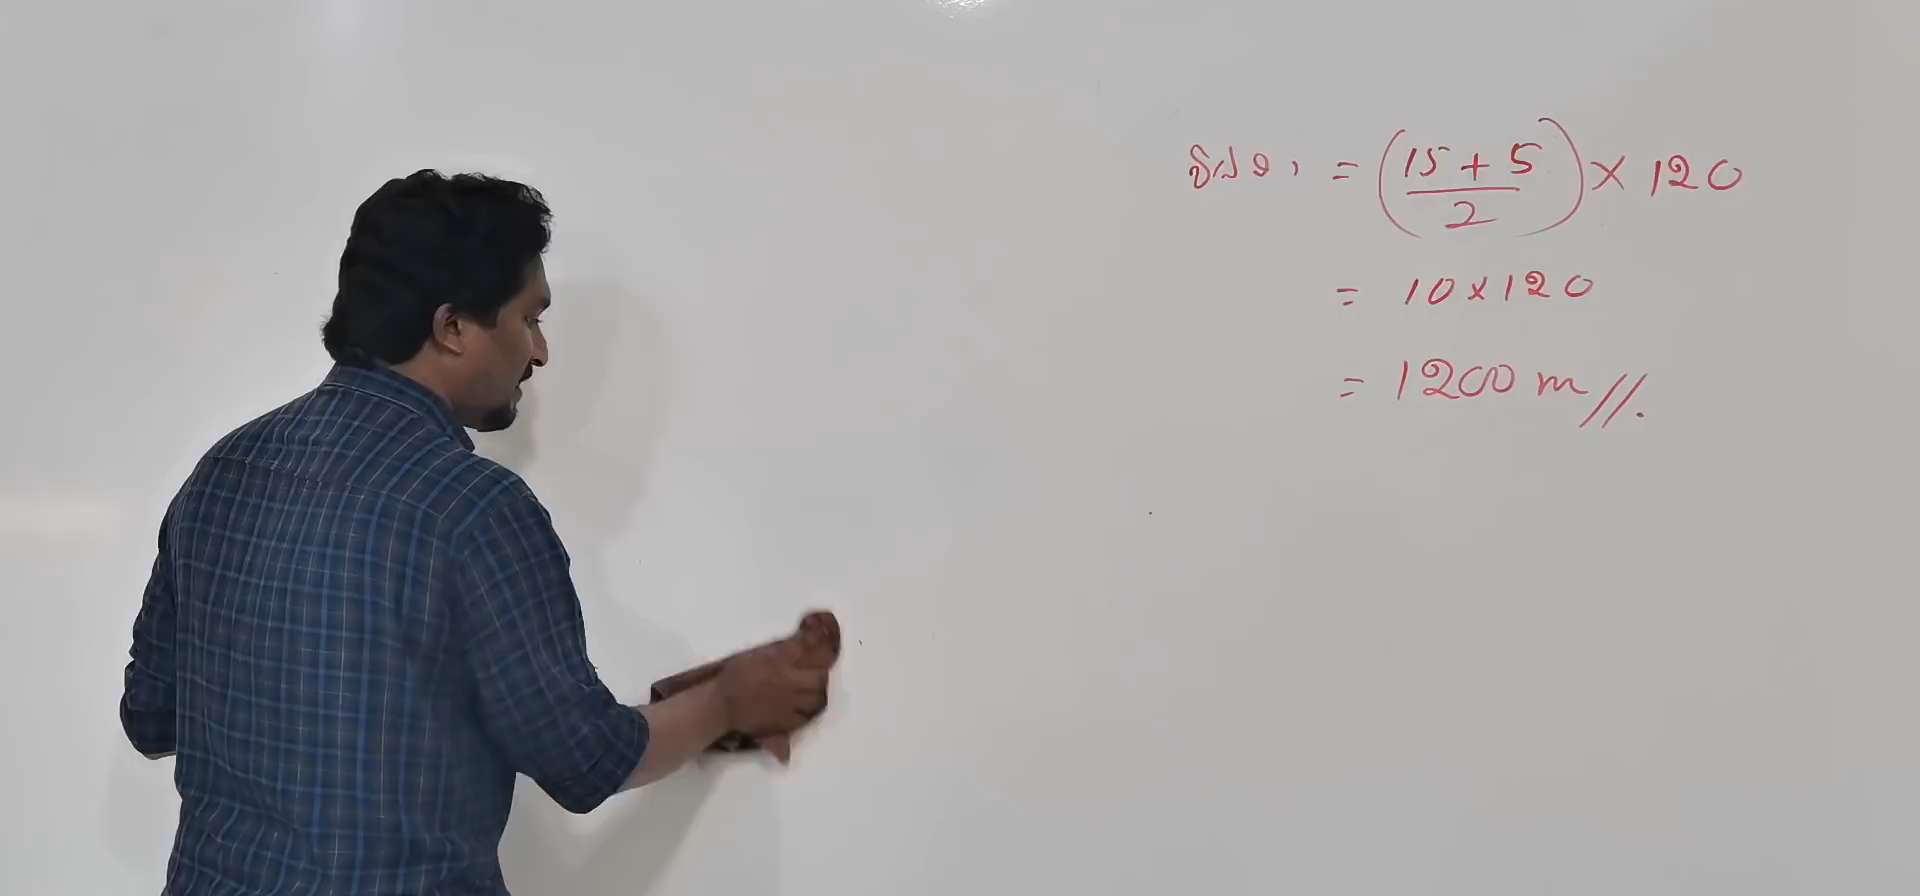 = (15 + 5 / 2) × 120
= 10 × 120
= 1200 m //.